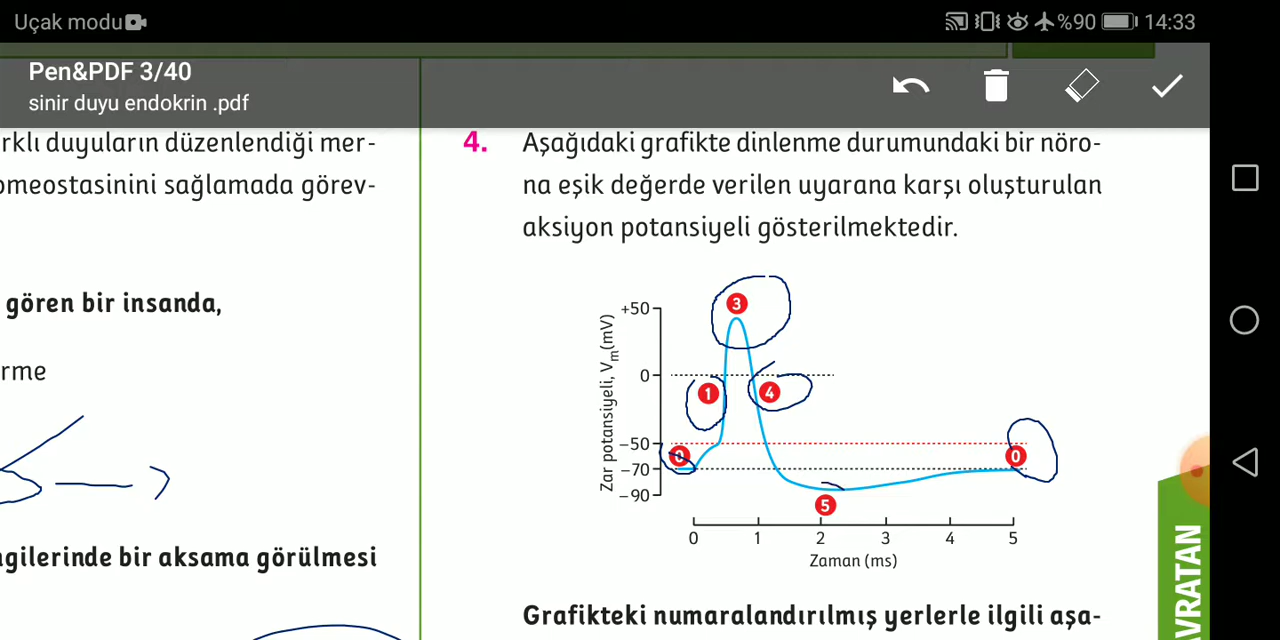 Uçak modu
%90
14:33
Pen&PDF 3/40
sinir duyu endokrin .pdf
rklı duyuların düzenlendiği mer-
omeostasinini sağlamada görev-
gören bir insanda,
rme
ngilerinde bir aksama görülmesi
4. Aşağıdaki grafikte dinlenme durumundaki bir nöro-
na eşik değerde verilen uyarana karşı oluşturulan
aksiyon potansiyeli gösterilmektedir.
Zar potansiyeli, Vm(mV)
+50
0
−50
−70
−90
3
1
4
0
0
5
0 1 2 3 4 5
Zaman (ms)
Grafikteki numaralandırılmış yerlerle ilgili aşa-
VRATAN